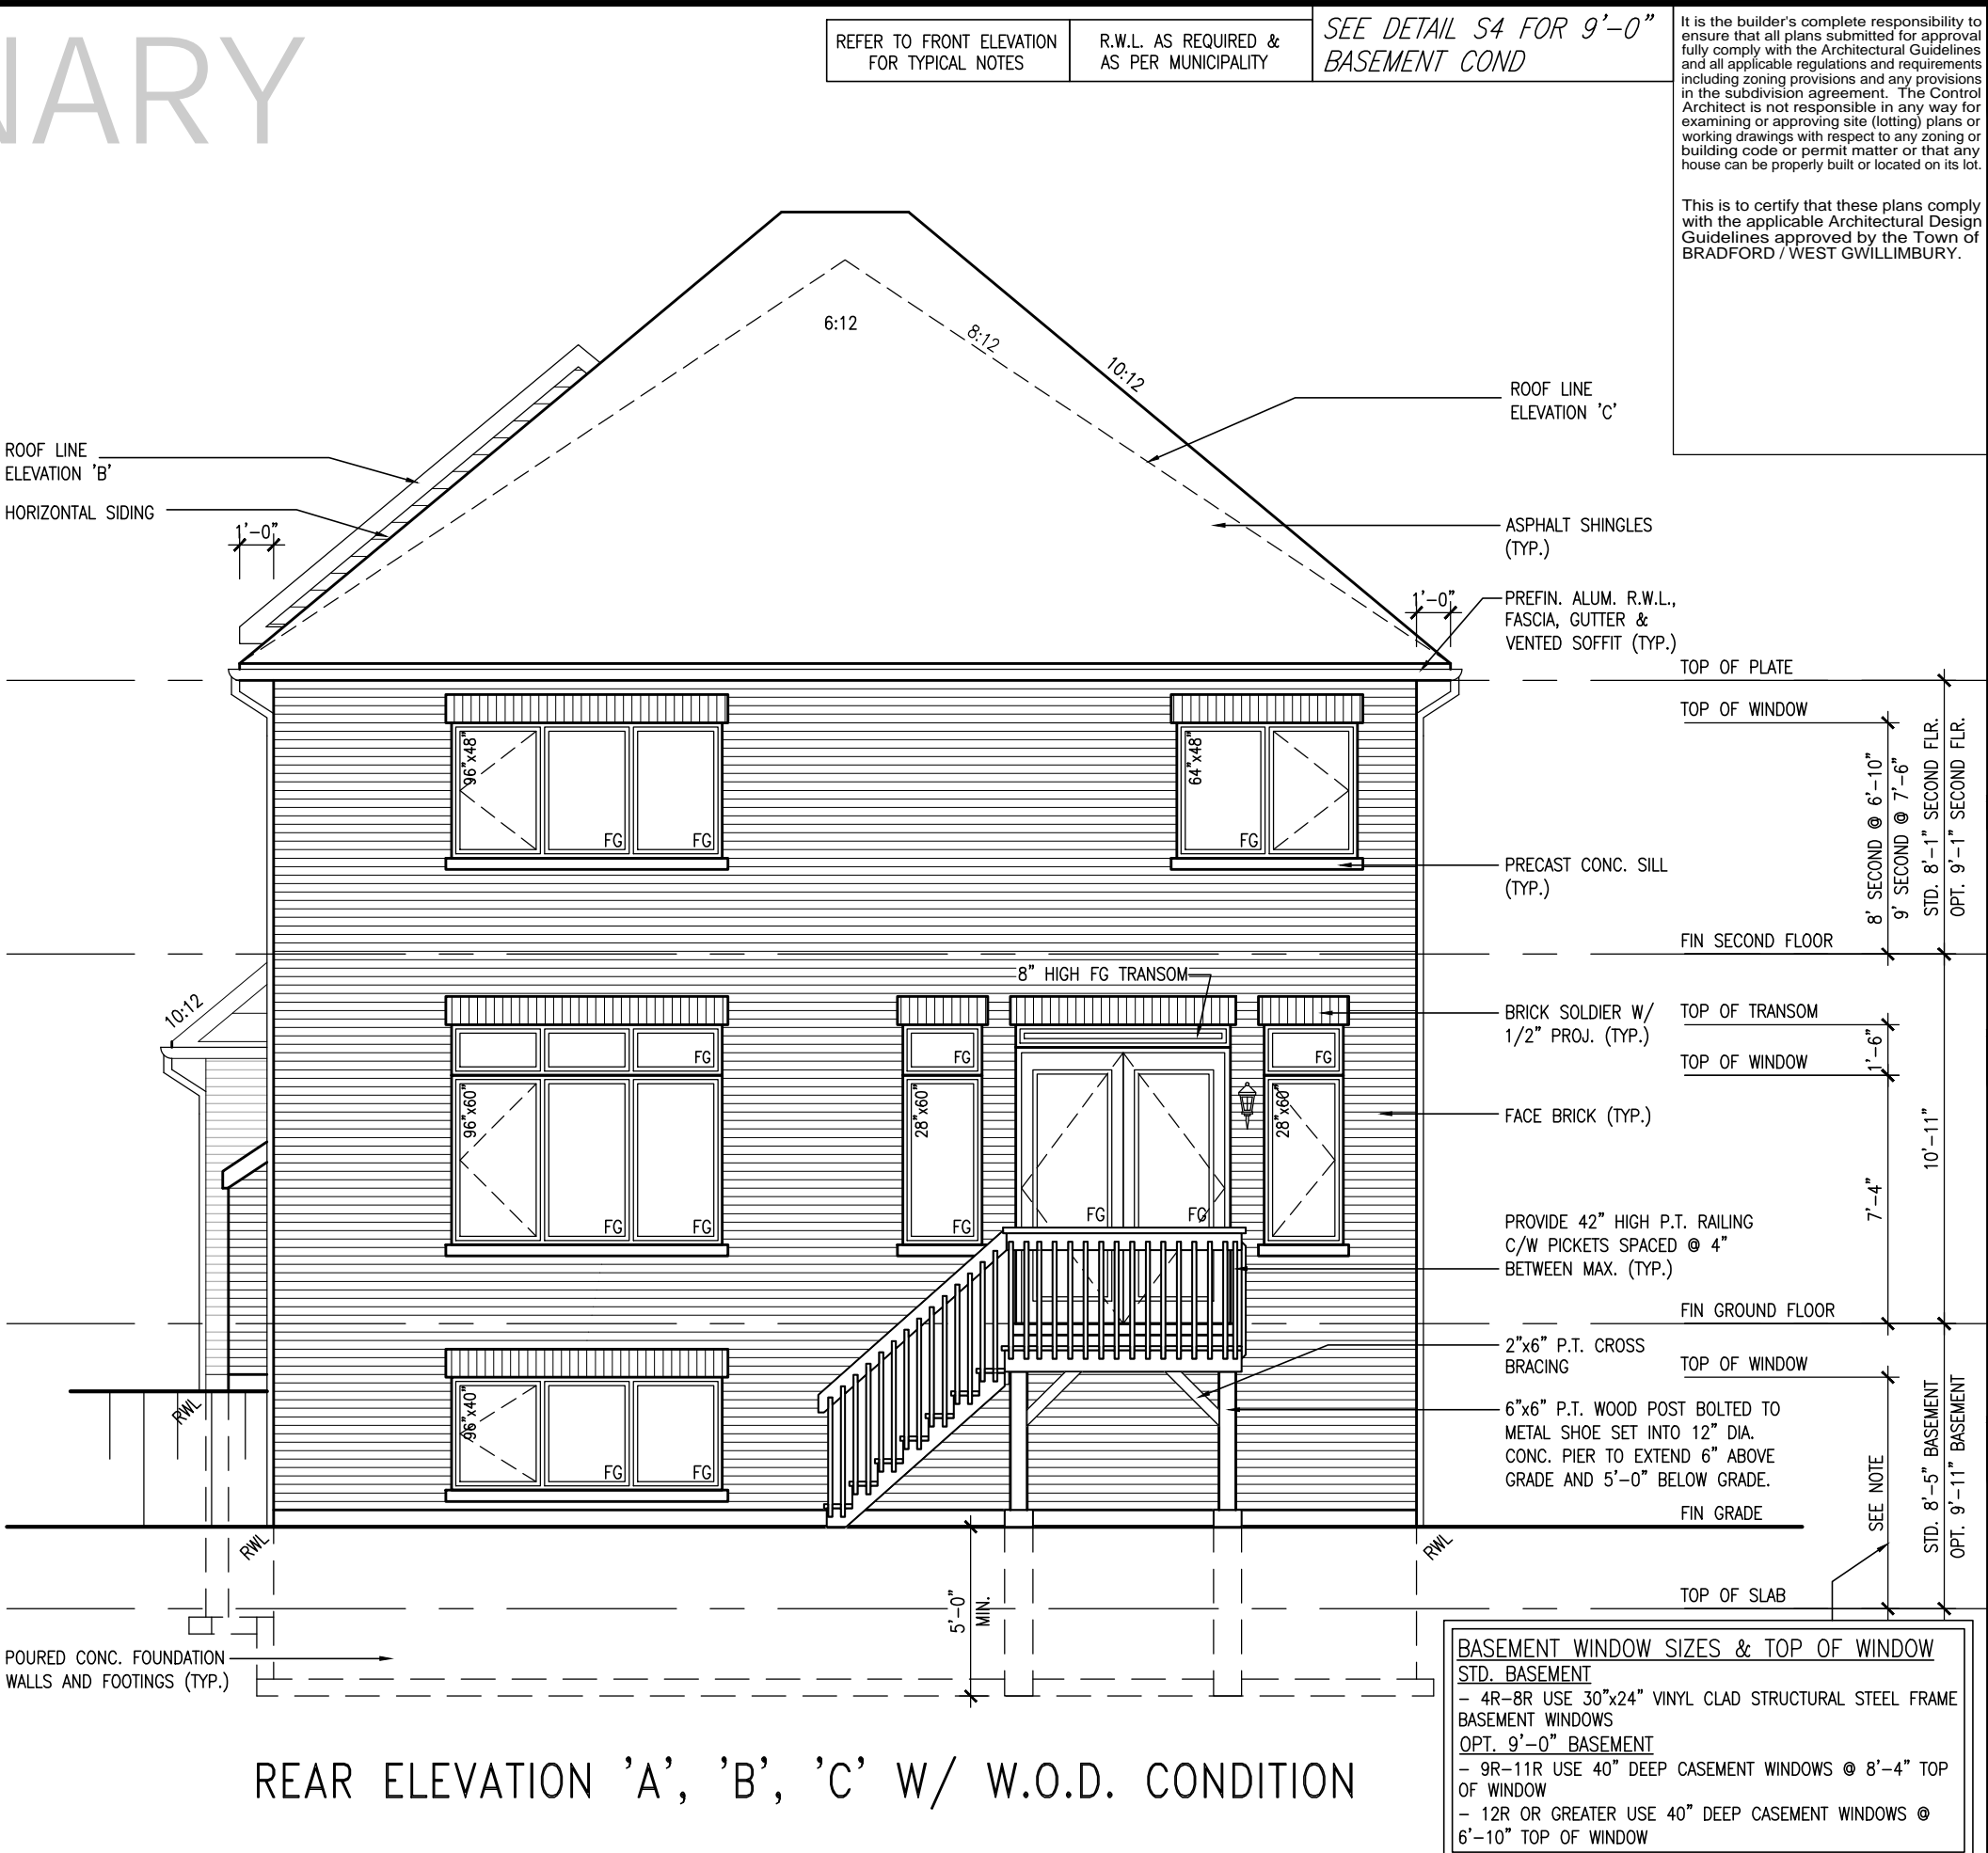 NARY
REFER TO FRONT ELEVATION
FOR TYPICAL NOTES
R.W.L. AS REQUIRED &
AS PER MUNICIPALITY
SEE DETAIL S4 FOR 9'-0"
BASEMENT COND
It is the builder's complete responsibility to
ensure that all plans submitted for approval
fully comply with the Architectural Guidelines
and all applicable regulations and requirements
including zoning provisions and any provisions
in the subdivision agreement. The Control
Architect is not responsible in any way for
examining or approving site (lotting) plans or
working drawings with respect to any zoning or
building code or permit matter or that any
house can be properly built or located on its lot.
This is to certify that these plans comply
with the applicable Architectural Design
Guidelines approved by the Town of
BRADFORD / WEST GWILLIMBURY.
6:12
8:12
10:12
ROOF LINE
ELEVATION 'C'
ROOF LINE
ELEVATION 'B'
HORIZONTAL SIDING
1'-0"
ASPHALT SHINGLES
(TYP.)
1'-0"
PREFIN. ALUM. R.W.L.,
FASCIA, GUTTER &
VENTED SOFFIT (TYP.)
TOP OF PLATE
TOP OF WINDOW
96"x48"
FG
FG
64"x48"
FG
8' SECOND @ 6'-10"
9' SECOND @ 7'-6"
STD. 8'-1" SECOND FLR.
OPT. 9'-1" SECOND FLR.
PRECAST CONC. SILL
(TYP.)
FIN SECOND FLOOR
8" HIGH FG TRANSOM
10:12
BRICK SOLDIER W/
1/2" PROJ. (TYP.)
TOP OF TRANSOM
1'-6"
TOP OF WINDOW
FG
FG
FG
96"x60"
28"x60"
28"x60"
FACE BRICK (TYP.)
10'-11"
7'-4"
FG
FG
FG
FG
FG
PROVIDE 42" HIGH P.T. RAILING
C/W PICKETS SPACED @ 4"
BETWEEN MAX. (TYP.)
FIN GROUND FLOOR
2"x6" P.T. CROSS
BRACING
TOP OF WINDOW
96"x40"
FG
FG
RWL
6"x6" P.T. WOOD POST BOLTED TO
METAL SHOE SET INTO 12" DIA.
CONC. PIER TO EXTEND 6" ABOVE
GRADE AND 5'-0" BELOW GRADE.
SEE NOTE
STD. 8'-5" BASEMENT
OPT. 9'-11" BASEMENT
FIN GRADE
RWL
RWL
5'-0"
MIN.
TOP OF SLAB
POURED CONC. FOUNDATION
WALLS AND FOOTINGS (TYP.)
BASEMENT WINDOW SIZES & TOP OF WINDOW
STD. BASEMENT
- 4R-8R USE 30"x24" VINYL CLAD STRUCTURAL STEEL FRAME
BASEMENT WINDOWS
OPT. 9'-0" BASEMENT
- 9R-11R USE 40" DEEP CASEMENT WINDOWS @ 8'-4" TOP
OF WINDOW
- 12R OR GREATER USE 40" DEEP CASEMENT WINDOWS @
6'-10" TOP OF WINDOW
REAR ELEVATION 'A', 'B', 'C' W/ W.O.D. CONDITION